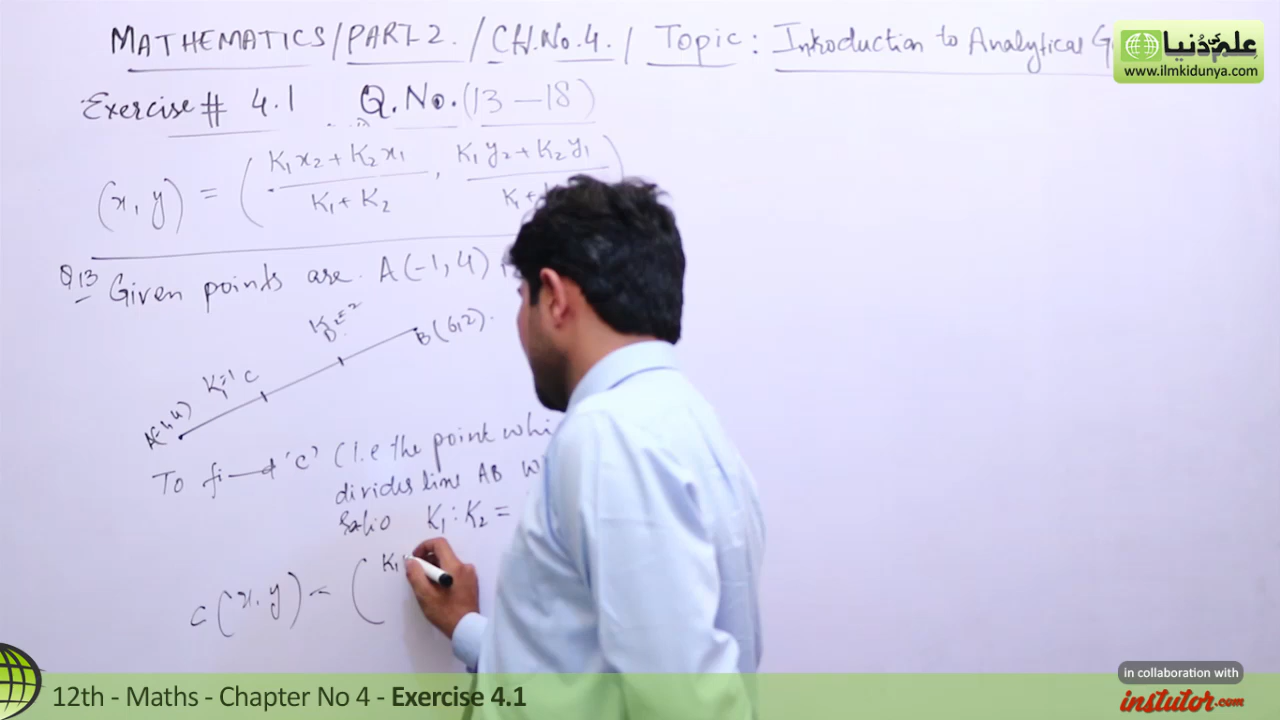 MATHEMATICS/PART-2 / CH.No.4. / Topic: Introduction to Analytical G
علم کی دنیا
www.ilmkidunya.com
Exercise # 4.1 Q.No.(13-18)
(x, y) = ( K₁x₂+K₂x₁ / K₁+K₂ , K₁y₂+K₂y₁ / K₁+
Q13 Given points are. A(-1,4)
K₂=2
D
B(6,2).
K₁=1 C
To fi d 'C' (i.e the point whi
divides line AB w
Ratio K₁:K₂ =
C(x.y) = ( K₁
12th - Maths - Chapter No 4 - Exercise 4.1
in collaboration with
instutor.com